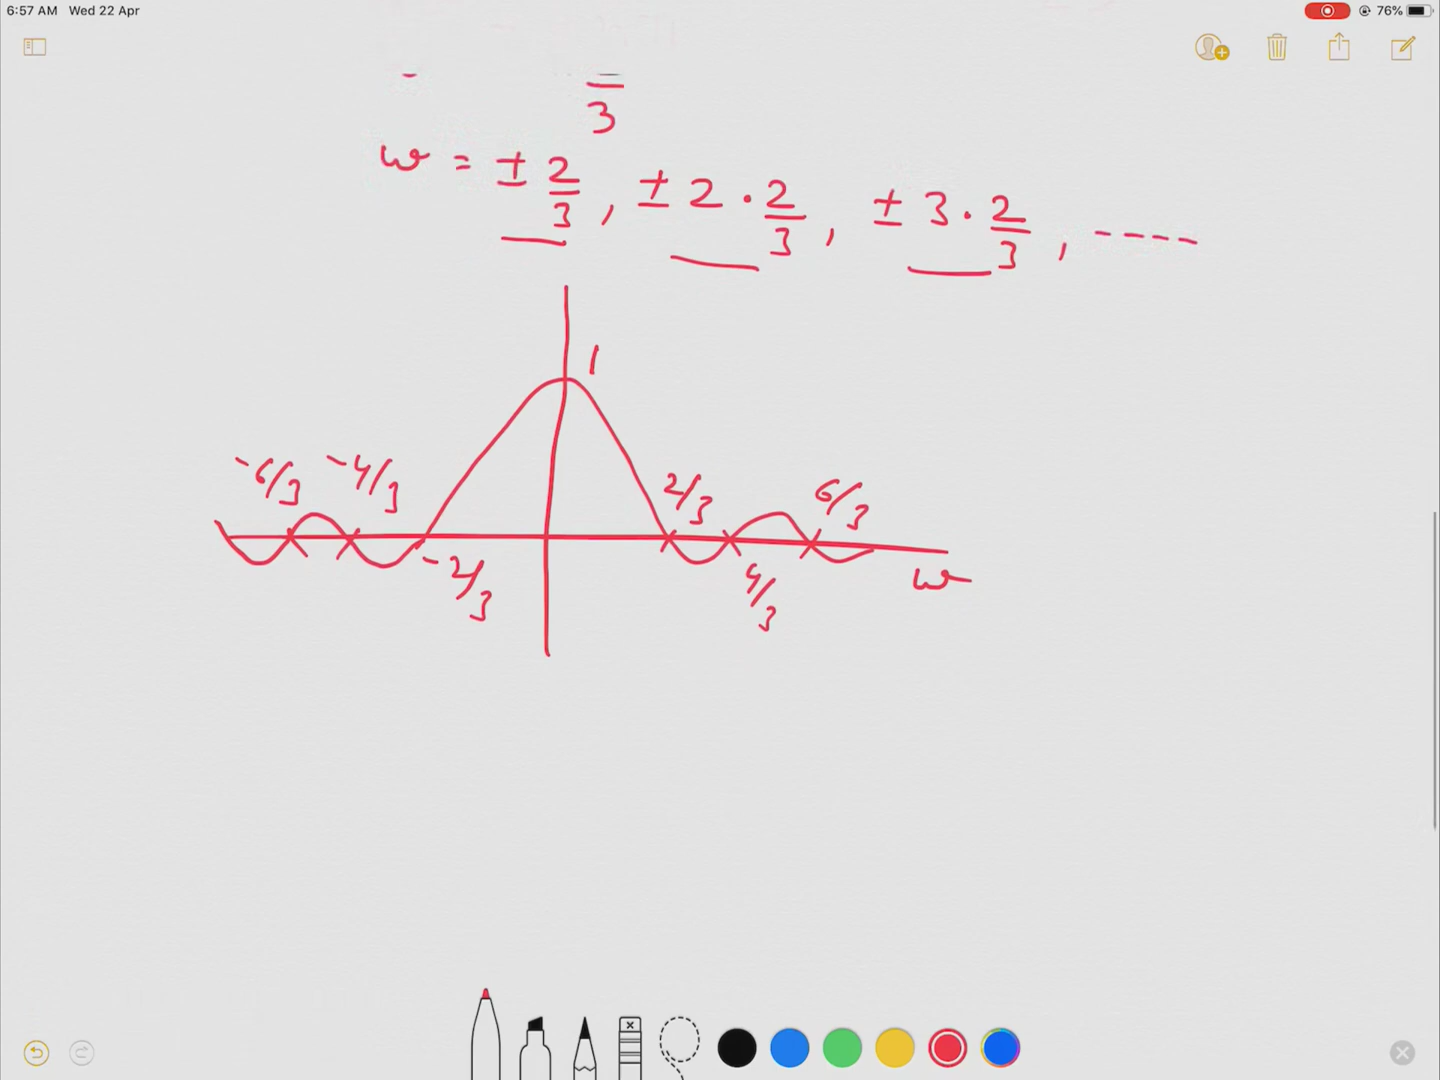 6:57 AM Wed 22 Apr 76%
3
w = ± 2/3, ± 2 · 2/3, ± 3 · 2/3, ----
1
-6/3 -4/3 2/3 6/3
-2/3 4/3 w